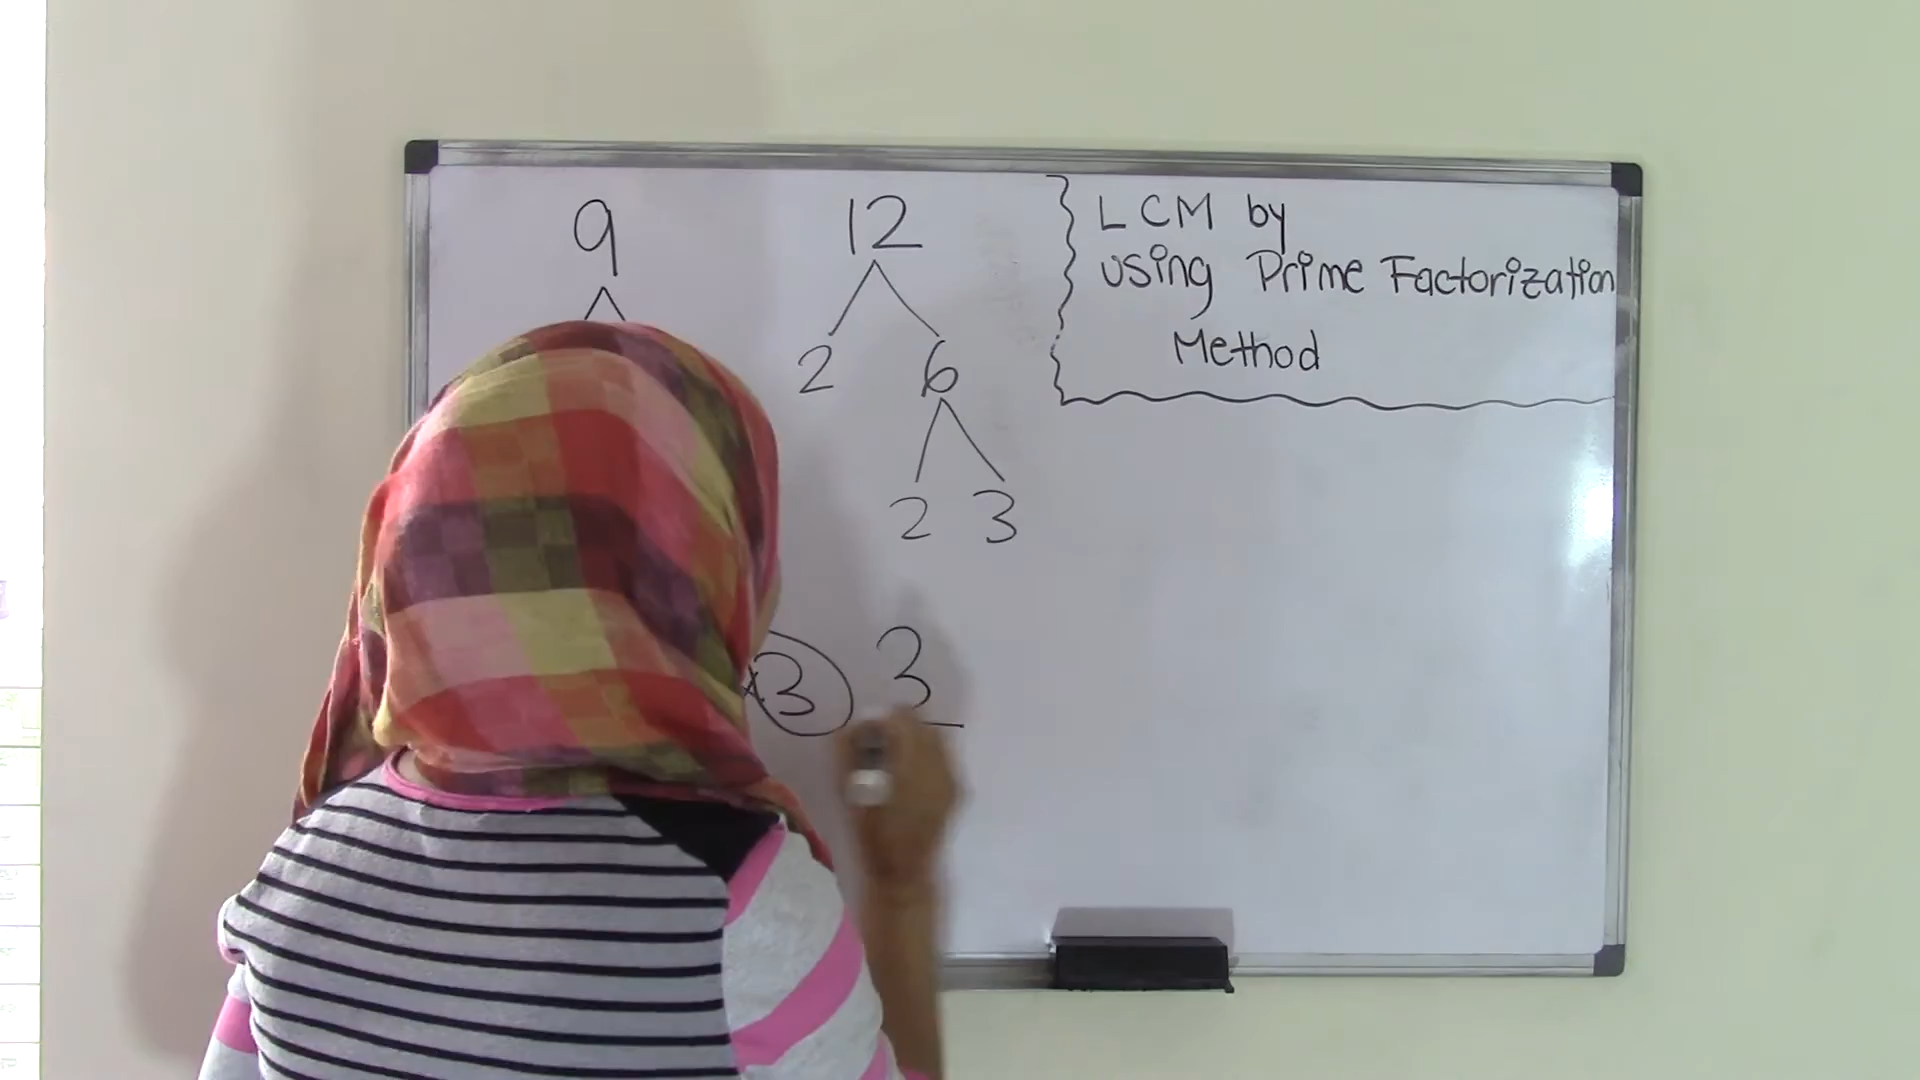 9 12
2 6
2 3
×3 3
LCM by
using Prime Factorization
Method